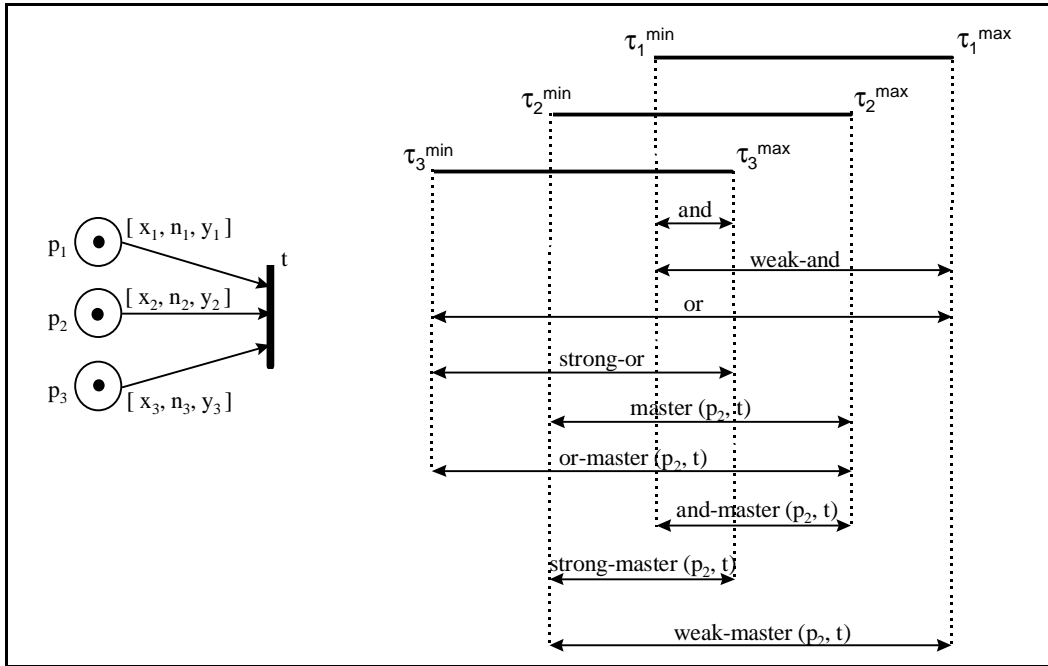 τ₁ᵐⁱⁿ τ₁ᵐᵃˣ
τ₂ᵐⁱⁿ τ₂ᵐᵃˣ
τ₃ᵐⁱⁿ τ₃ᵐᵃˣ
p₁ [ x₁, n₁, y₁ ]
t
p₂ [ x₂, n₂, y₂ ]
p₃ [ x₃, n₃, y₃ ]
and
weak-and
or
strong-or
master (p₂, t)
or-master (p₂, t)
and-master (p₂, t)
strong-master (p₂, t)
weak-master (p₂, t)